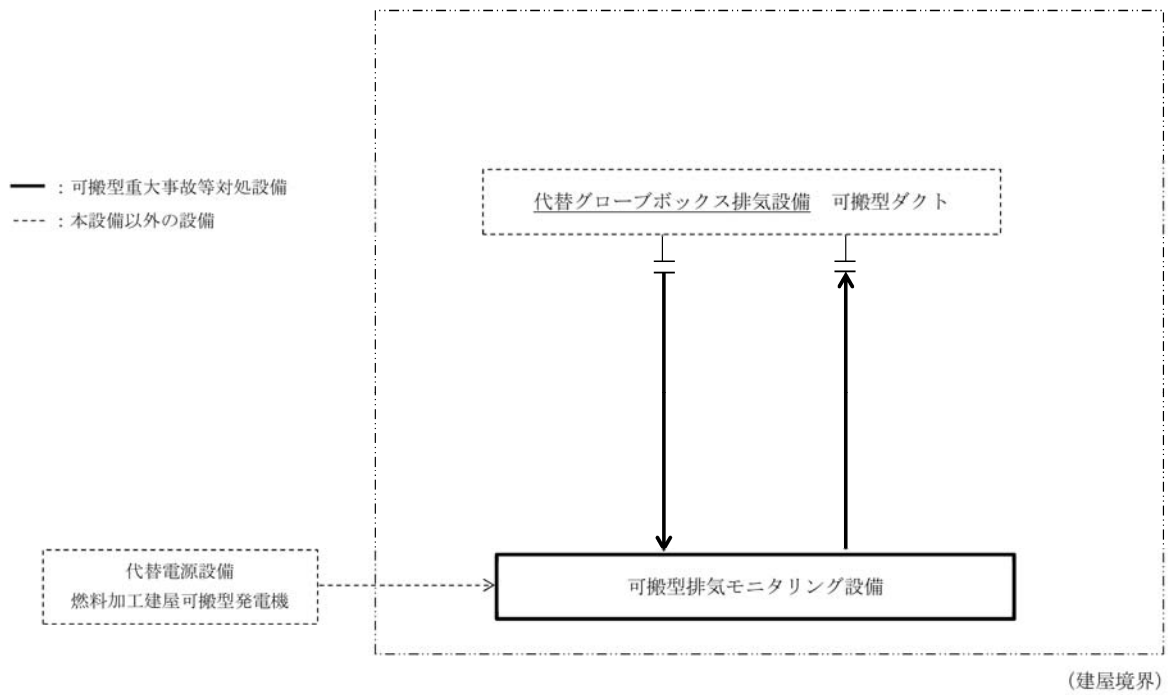 ── : 可搬型重大事故等対処設備
---- : 本設備以外の設備
代替グローブボックス排気設備　可搬型ダクト
代替電源設備
燃料加工建屋可搬型発電機
可搬型排気モニタリング設備
(建屋境界)